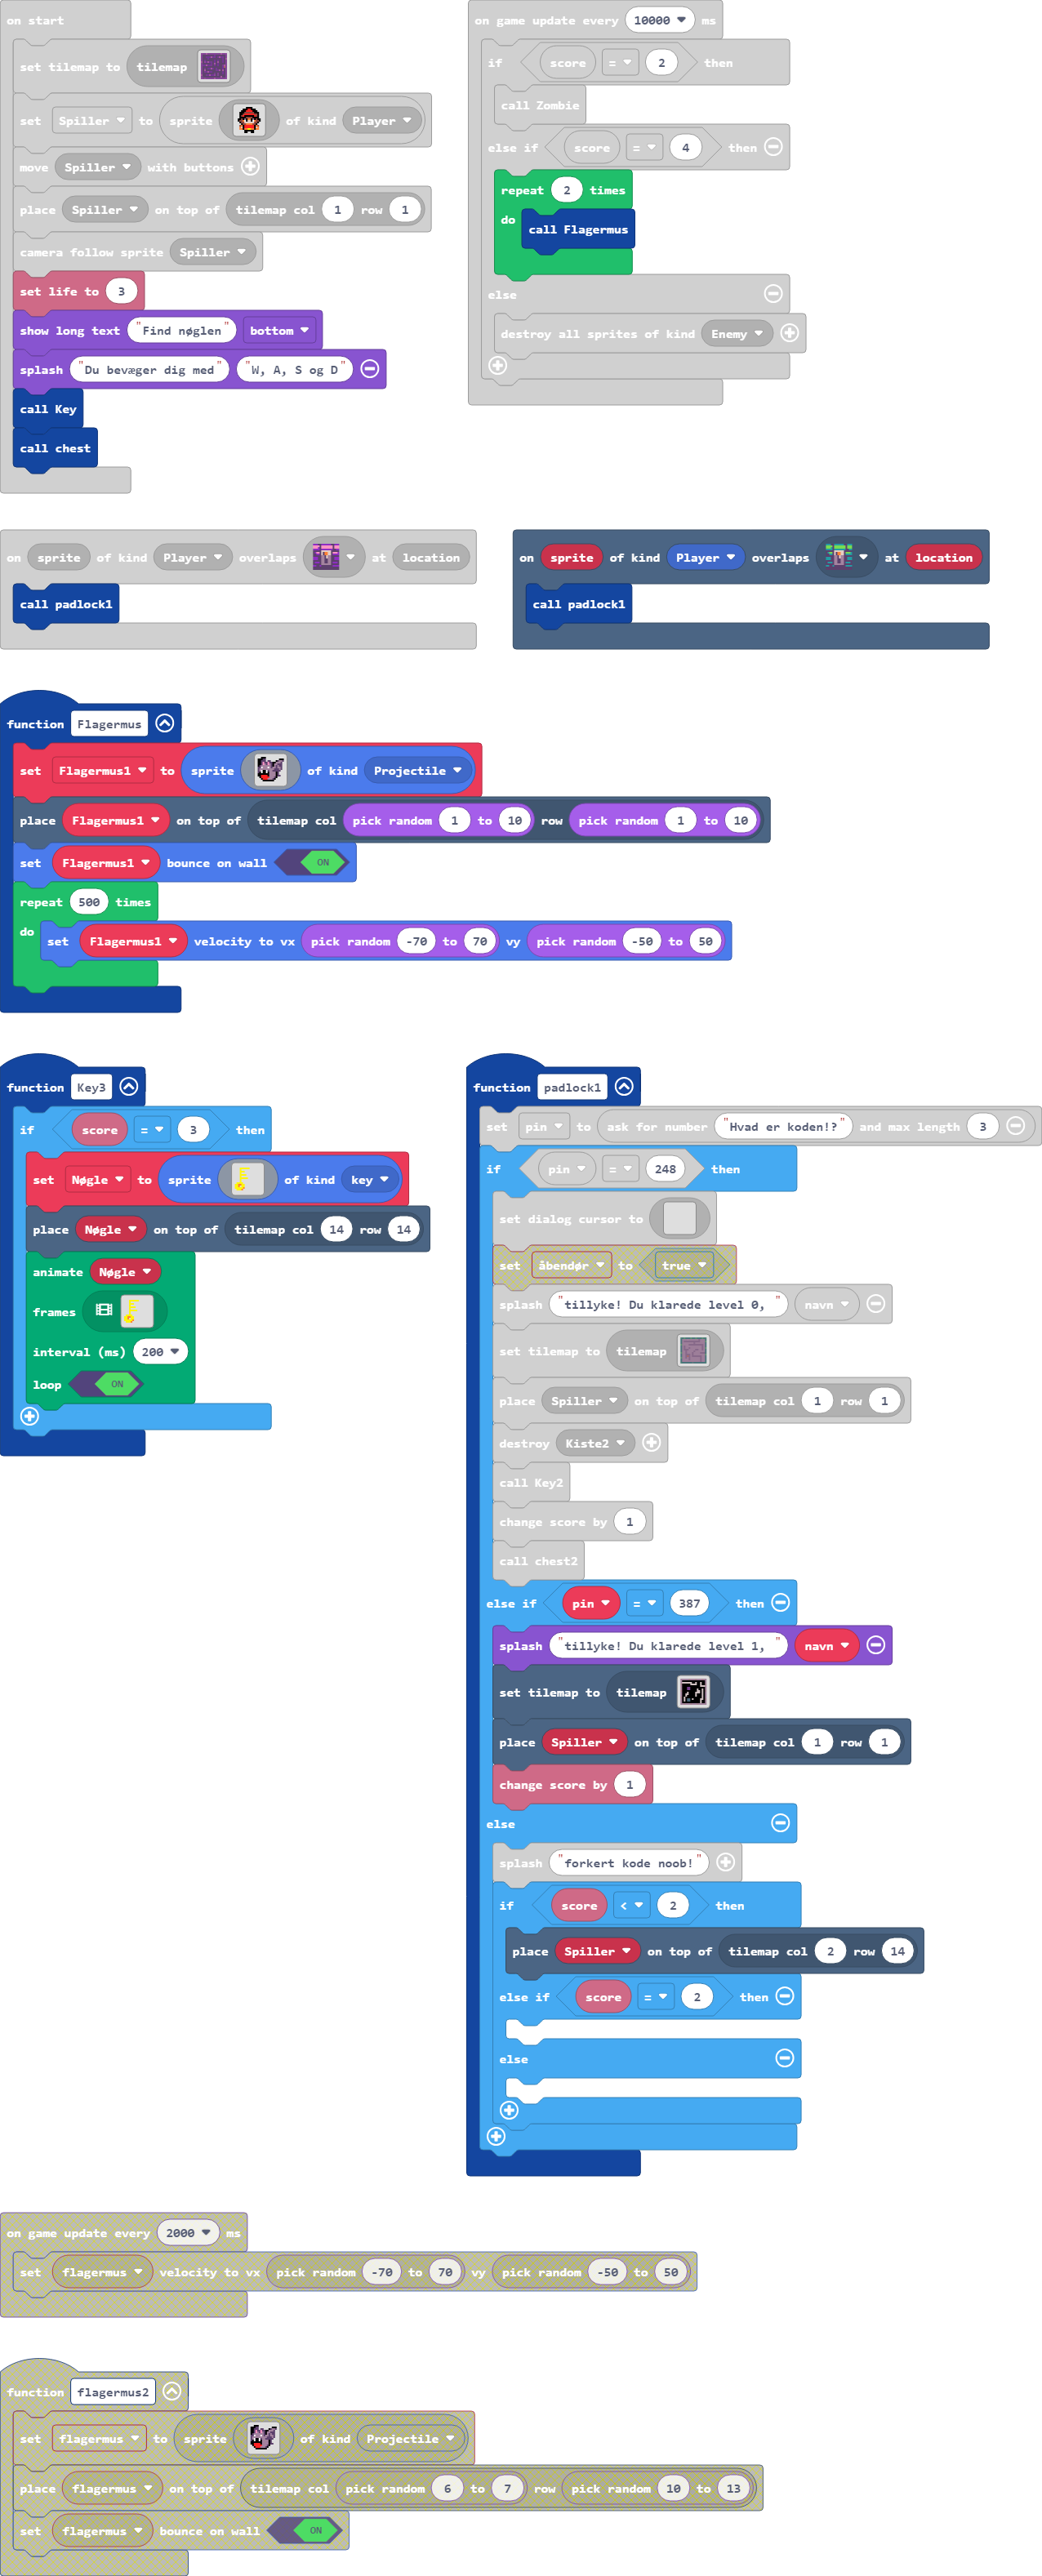 on start
set tilemap to tilemap
set Spiller to sprite of kind Player
move Spiller with buttons
place Spiller on top of tilemap col 1 row 1
camera follow sprite Spiller
set life to 3
show long text "Find nøglen" bottom
splash "Du bevæger dig med" "W, A, S og D"
call Key
call chest
on game update every 10000 ms
if score = 2 then
call Zombie
else if score = 4 then
repeat 2 times
do call Flagermus
else
destroy all sprites of kind Enemy
on sprite of kind Player overlaps at location
call padlock1
on sprite of kind Player overlaps at location
call padlock1
function Flagermus
set Flagermus1 to sprite of kind Projectile
place Flagermus1 on top of tilemap col pick random 1 to 10 row pick random 1 to 10
set Flagermus1 bounce on wall ON
repeat 500 times
do set Flagermus1 velocity to vx pick random -70 to 70 vy pick random -50 to 50
function Key3
if score = 3 then
set Nøgle to sprite of kind key
place Nøgle on top of tilemap col 14 row 14
animate Nøgle
frames
interval (ms) 200
loop ON
function padlock1
set pin to ask for number "Hvad er koden!?" and max length 3
if pin = 248 then
set dialog cursor to
set åbendør to true
splash "tillyke! Du klarede level 0, " navn
set tilemap to tilemap
place Spiller on top of tilemap col 1 row 1
destroy Kiste2
call Key2
change score by 1
call chest2
else if pin = 387 then
splash "tillyke! Du klarede level 1, " navn
set tilemap to tilemap
place Spiller on top of tilemap col 1 row 1
change score by 1
else
splash "forkert kode noob!"
if score < 2 then
place Spiller on top of tilemap col 2 row 14
else if score = 2 then
else
on game update every 2000 ms
set flagermus velocity to vx pick random -70 to 70 vy pick random -50 to 50
function flagermus2
set flagermus to sprite of kind Projectile
place flagermus on top of tilemap col pick random 6 to 7 row pick random 10 to 13
set flagermus bounce on wall ON